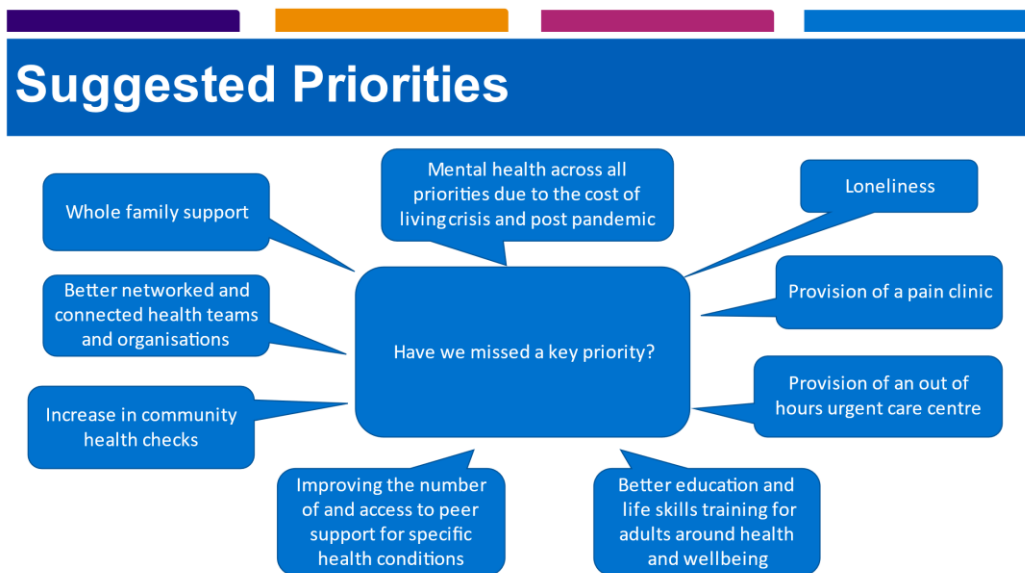 Suggested Priorities
Mental health across all
priorities due to the cost of
living crisis and post pandemic
Loneliness
Whole family support
Provision of a pain clinic
Better networked and
connected health teams
and organisations
Have we missed a key priority?
Provision of an out of
hours urgent care centre
Increase in community
health checks
Improving the number
of and access to peer
support for specific
health conditions
Better education and
life skills training for
adults around health
and wellbeing